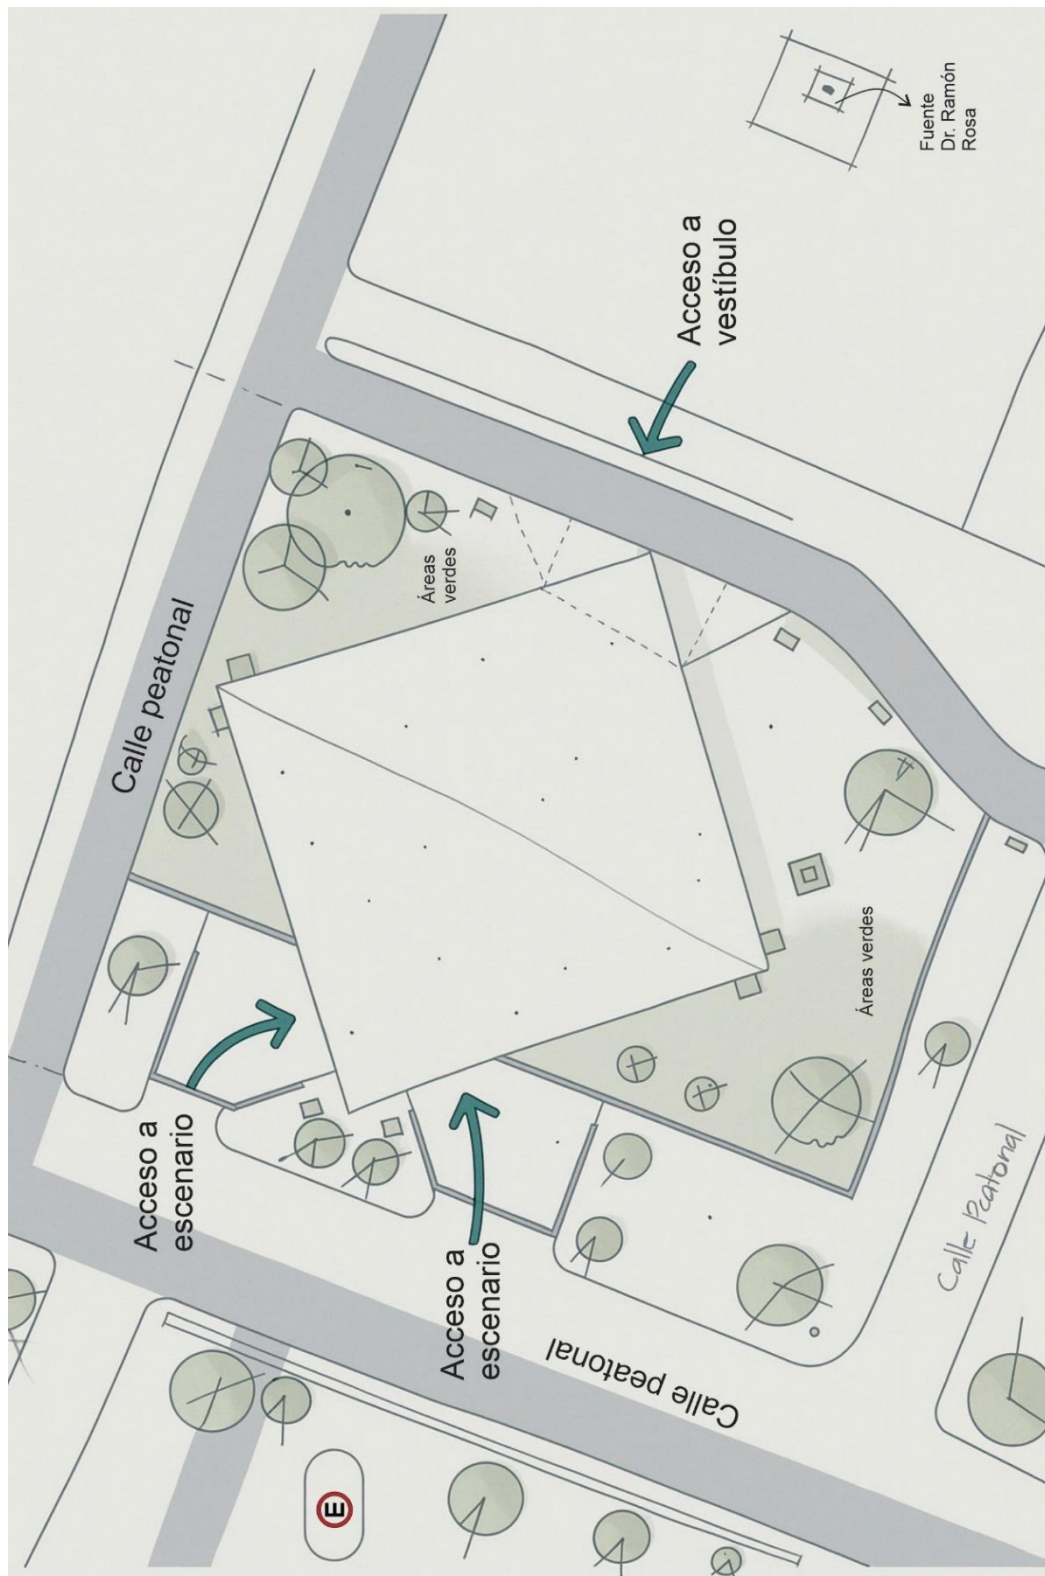 Fuente
Dr. Ramón
Rosa
Acceso a
vestíbulo
Áreas
verdes
Calle peatonal
Áreas verdes
Acceso a
escenario
Acceso a
escenario
Calle peatonal
Calle Peatonal
E